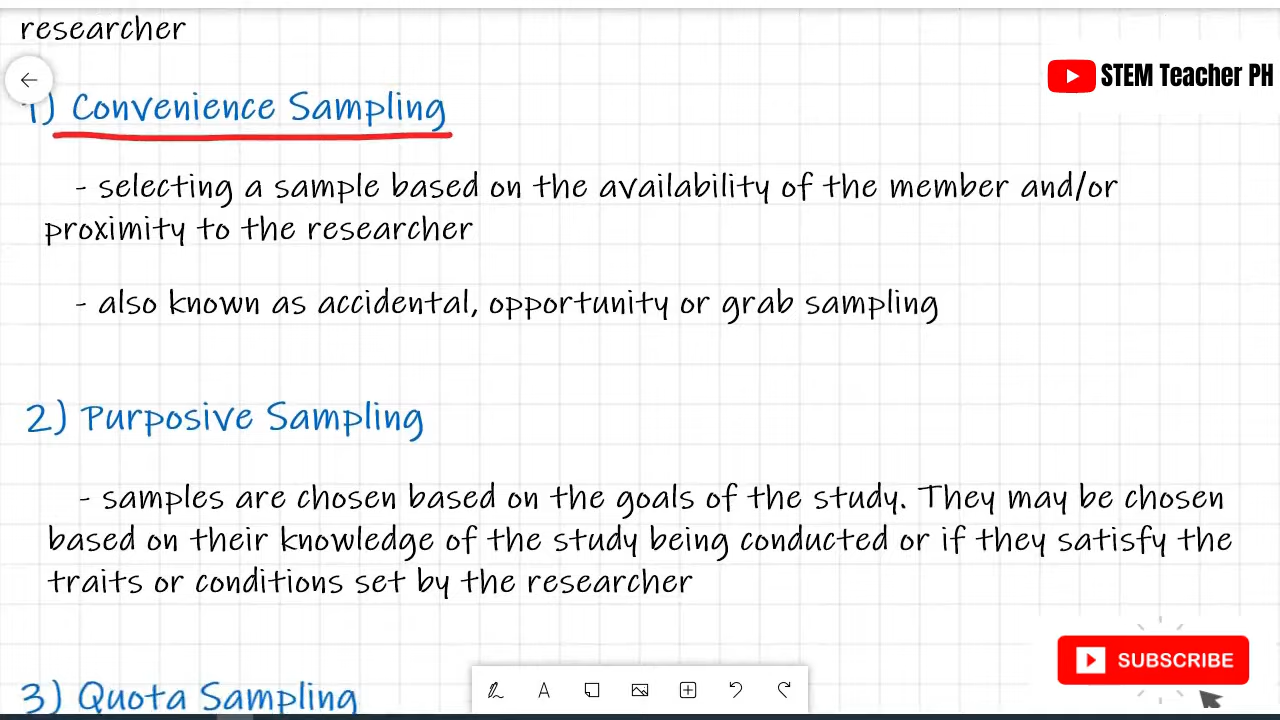 researcher
STEM Teacher PH
1) Convenience Sampling
- selecting a sample based on the availability of the member and/or
proximity to the researcher
- also known as accidental, opportunity or grab sampling
2) Purposive Sampling
- samples are chosen based on the goals of the study. They may be chosen
based on their knowledge of the study being conducted or if they satisfy the
traits or conditions set by the researcher
SUBSCRIBE
3) Quota Sampling